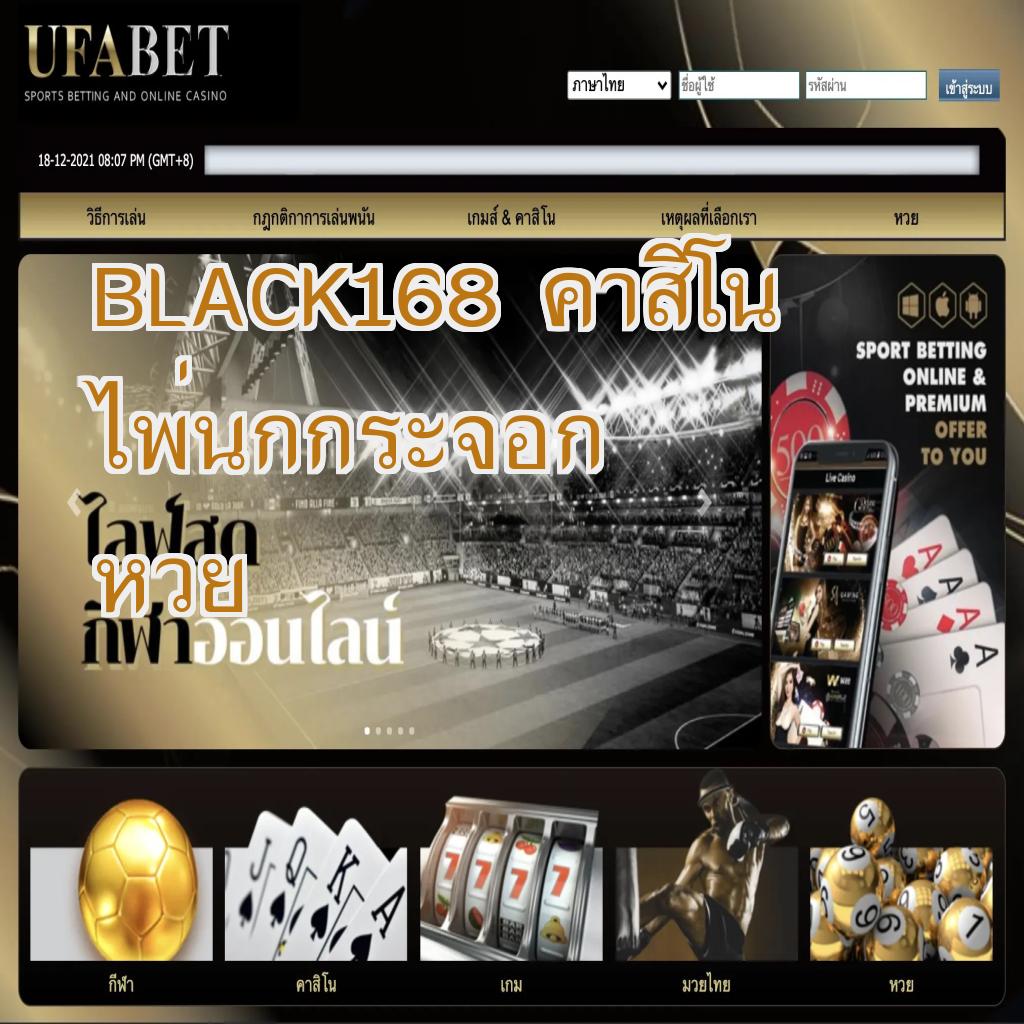 UFABET
SPORTS BETTING AND ONLINE CASINO
ภาษาไทย ชื่อผู้ใช้ รหัสผ่าน เข้าสู่ระบบ
18-12-2021 08:07 PM (GMT+8)
วิธีการเล่น กฎกติกาการเล่นพนัน เกมส์ & คาสิโน เหตุผลที่เลือกเรา หวย
BLACK168 คาสิโน
ไพ่นกกระจอก
หวย
ไลฟ์สด
กีฬาออนไลน์
SPORT BETTING
ONLINE &
PREMIUM
OFFER
TO YOU
Live Casino
500
A
A
A
A
J Q K A
7 7 7 7
กีฬา คาสิโน เกม มวยไทย หวย